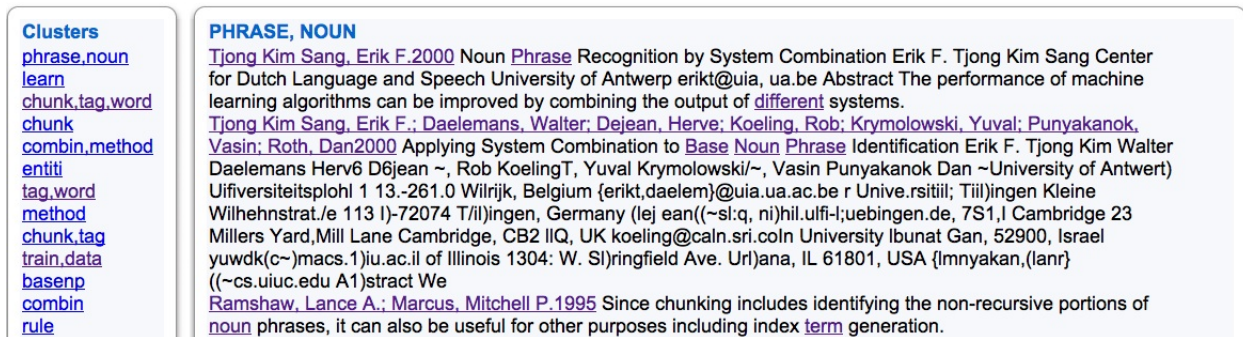 Clusters
phrase,noun
learn
chunk,tag,word
chunk
combin,method
entiti
tag,word
method
chunk,tag
train,data
basenp
combin
rule
PHRASE, NOUN
Tjong Kim Sang, Erik F.2000 Noun Phrase Recognition by System Combination Erik F. Tjong Kim Sang Center
for Dutch Language and Speech University of Antwerp erikt@uia, ua.be Abstract The performance of machine
learning algorithms can be improved by combining the output of different systems.
Tjong Kim Sang, Erik F.; Daelemans, Walter; Dejean, Herve; Koeling, Rob; Krymolowski, Yuval; Punyakanok,
Vasin; Roth, Dan2000 Applying System Combination to Base Noun Phrase Identification Erik F. Tjong Kim Walter
Daelemans Herv6 D6jean ~, Rob KoelingT, Yuval Krymolowski/~, Vasin Punyakanok Dan ~University of Antwert)
Uifiversiteitsplohl 1 13.-261.0 Wilrijk, Belgium {erikt,daelem}@uia.ua.ac.be r Unive.rsitiil; Tiil)ingen Kleine
Wilhehnstrat./e 113 I)-72074 T/il)ingen, Germany (lej ean((~sl:q, ni)hil.ulfi-l;uebingen.de, 7S1,I Cambridge 23
Millers Yard,Mill Lane Cambridge, CB2 llQ, UK koeling@caln.sri.coln University lbunat Gan, 52900, Israel
yuwdk(c~)macs.1)iu.ac.il of Illinois 1304: W. Sl)ringfield Ave. Url)ana, IL 61801, USA {lmnyakan,(lanr}
((~cs.uiuc.edu A1)stract We
Ramshaw, Lance A.; Marcus, Mitchell P.1995 Since chunking includes identifying the non-recursive portions of
noun phrases, it can also be useful for other purposes including index term generation.